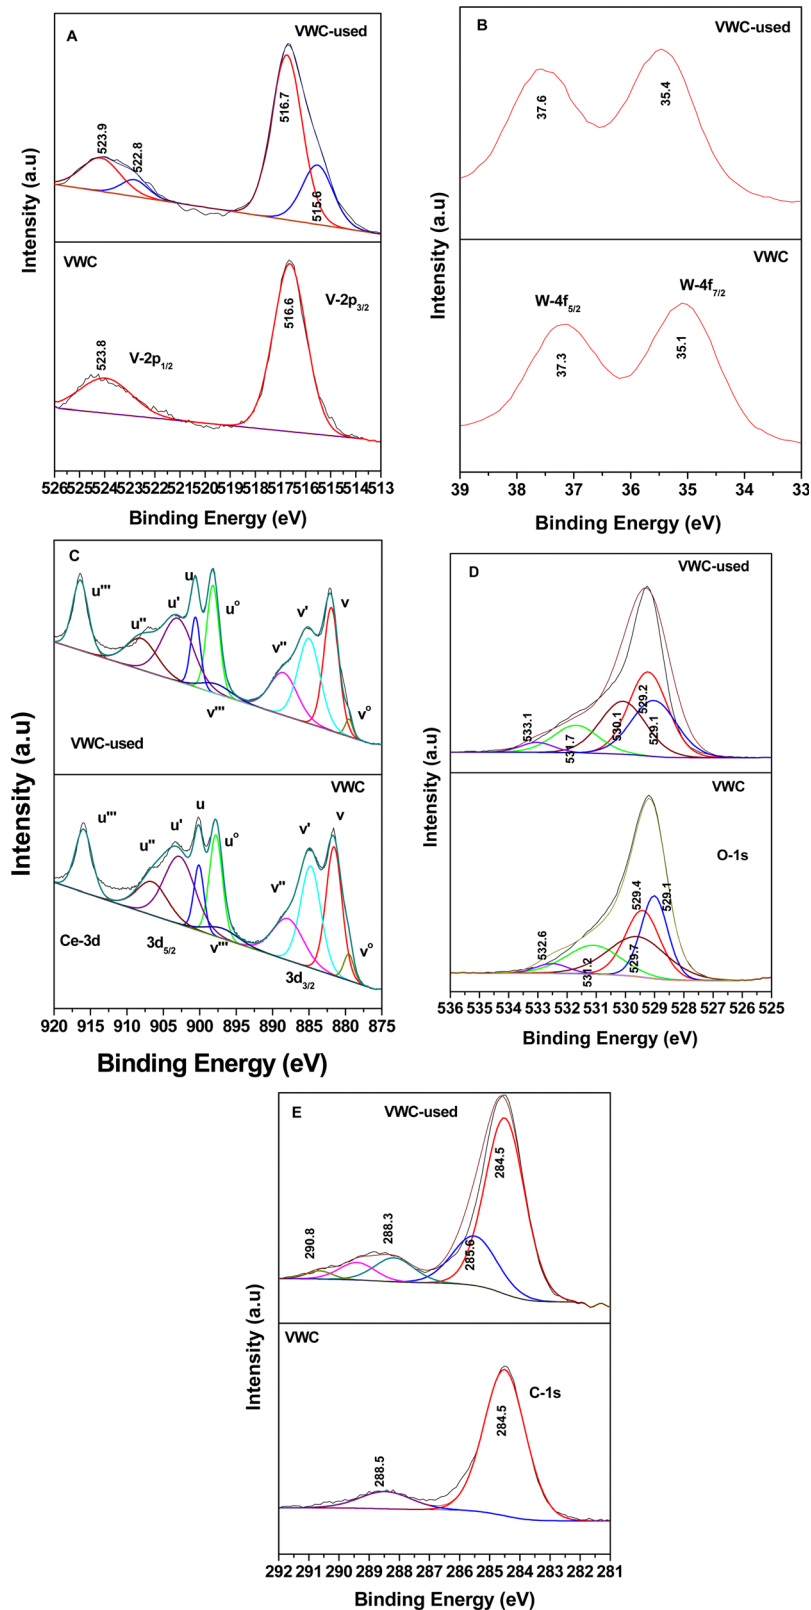 A
VWC-used
523.9
522.8
516.7
515.6
VWC
V-2p3/2
516.6
523.8
V-2p1/2
Intensity (a.u)
526 525 524 523 522 521 520 519 518 517 516 515 514 513
Binding Energy (eV)
B
VWC-used
37.6
35.4
VWC
W-4f7/2
W-4f5/2
37.3
35.1
Intensity (a.u)
39 38 37 36 35 34 33
Binding Energy (eV)
C
u'''
u''
u'
u
uo
v'''
v''
v'
v
vo
VWC-used
VWC
u'''
u''
u'
u
uo
v'''
v''
v'
v
vo
Ce-3d
3d5/2
3d3/2
Intensity (a.u)
920 915 910 905 900 895 890 885 880 875
Binding Energy (eV)
D
VWC-used
533.1
531.7
530.1
529.2
529.1
VWC
O-1s
532.6
531.2
529.7
529.4
529.1
Intensity (a.u)
536 535 534 533 532 531 530 529 528 527 526 525
Binding Energy (eV)
E
VWC-used
290.8
288.3
285.6
284.5
VWC
C-1s
288.5
284.5
Intensity (a.u)
292 291 290 289 288 287 286 285 284 283 282 281
Binding Energy (eV)